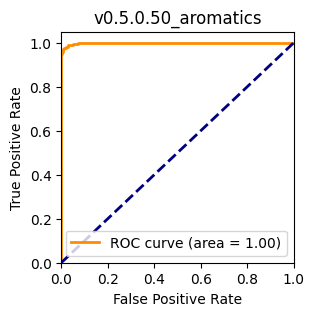 v0.5.0.50_aromatics
True Positive Rate
1.0
0.8
0.6
0.4
0.2
0.0
ROC curve (area = 1.00)
0.0 0.2 0.4 0.6 0.8 1.0
False Positive Rate